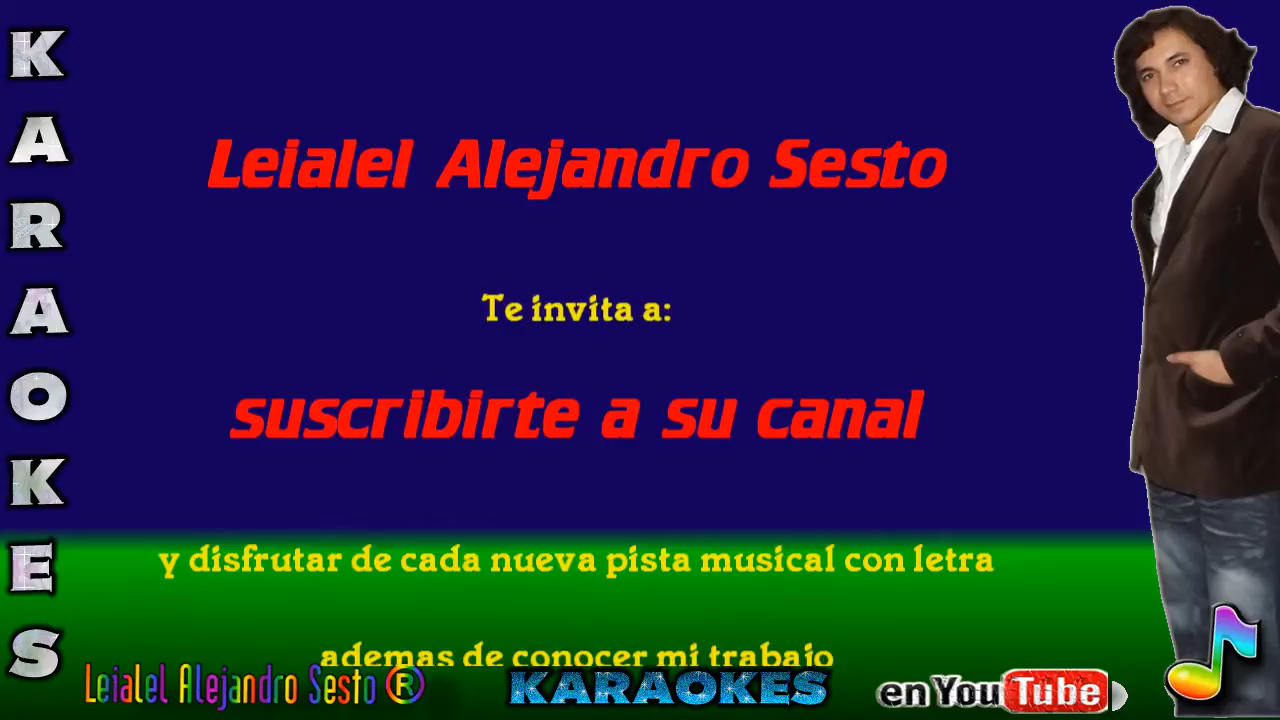 KARAOKES
Leialel Alejandro Sesto
Te invita a:
suscribirte a su canal
y disfrutar de cada nueva pista musical con letra
ademas de conocer mi trabajo
Leialel Alejandro Sesto ®
KARAOKES
en YouTube